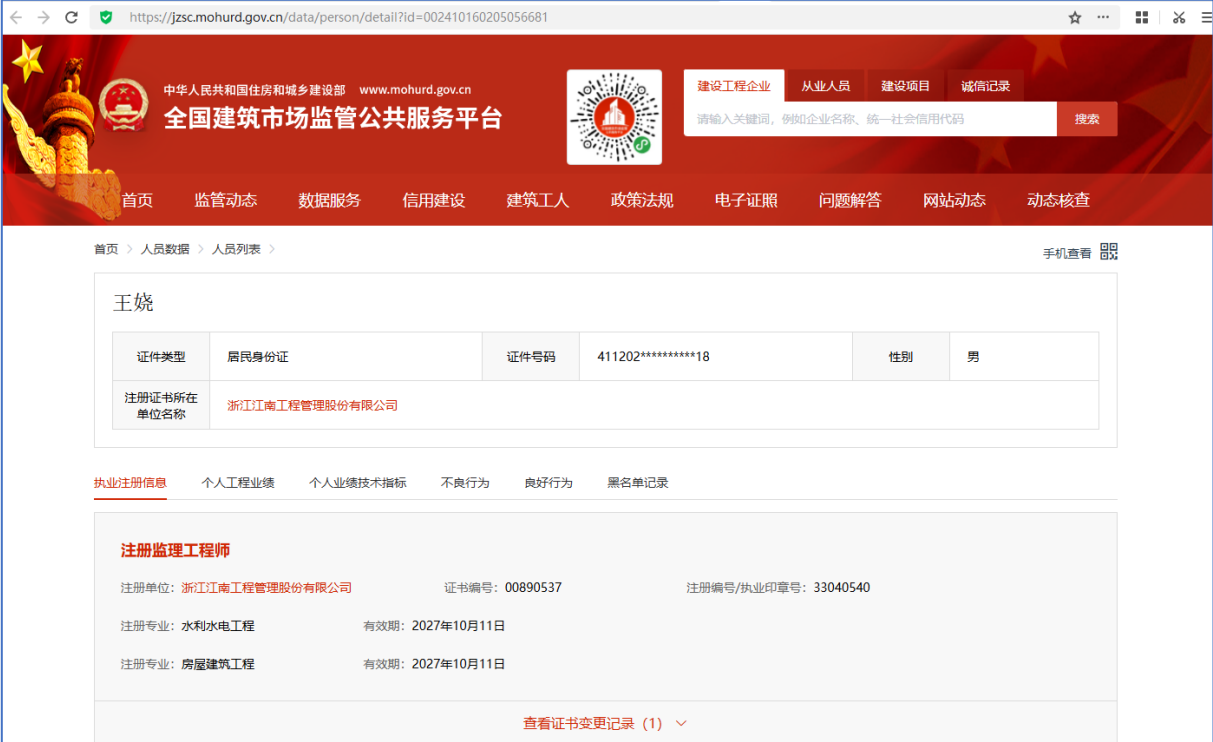 https://jzsc.mohurd.gov.cn/data/person/detail?id=002410160205056681
中华人民共和国住房和城乡建设部 www.mohurd.gov.cn
全国建筑市场监管公共服务平台
建设工程企业 从业人员 建设项目 诚信记录
请输入关键词，例如企业名称、统一社会信用代码 搜索
首页 监管动态 数据服务 信用建设 建筑工人 政策法规 电子证照 问题解答 网站动态 动态核查
首页 > 人员数据 > 人员列表 >
手机查看
王娆
证件类型 居民身份证 证件号码 411202**********18 性别 男
注册证书所在
单位名称
浙江江南工程管理股份有限公司
执业注册信息 个人工程业绩 个人业绩技术指标 不良行为 良好行为 黑名单记录
注册监理工程师
注册单位：浙江江南工程管理股份有限公司 证书编号：00890537 注册编号/执业印章号：33040540
注册专业：水利水电工程 有效期：2027年10月11日
注册专业：房屋建筑工程 有效期：2027年10月11日
查看证书变更记录（1）